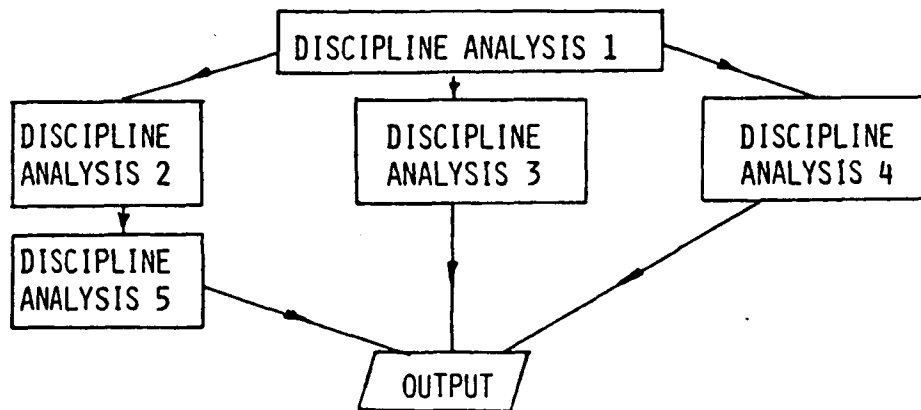 DISCIPLINE ANALYSIS 1
DISCIPLINE
ANALYSIS 2
DISCIPLINE
ANALYSIS 3
DISCIPLINE
ANALYSIS 4
DISCIPLINE
ANALYSIS 5
OUTPUT